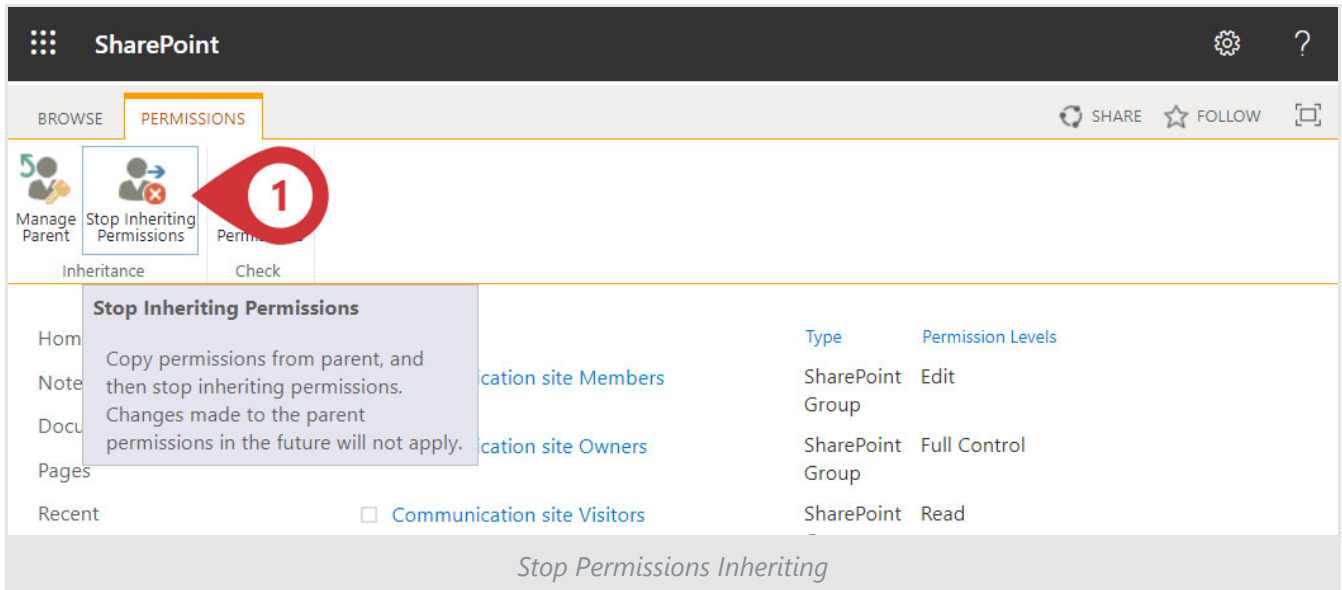 SharePoint
?
BROWSE
PERMISSIONS
SHARE
FOLLOW
Manage
Parent
Stop Inheriting
Permissions
1
Inheritance
Check
Stop Inheriting Permissions
Copy permissions from parent, and
then stop inheriting permissions.
Changes made to the parent
permissions in the future will not apply.
Hom
Note
Docu
Pages
Recent
Type
Permission Levels
ication site Members
SharePoint
Group
Edit
ication site Owners
SharePoint
Group
Full Control
Communication site Visitors
SharePoint
Read
Stop Permissions Inheriting